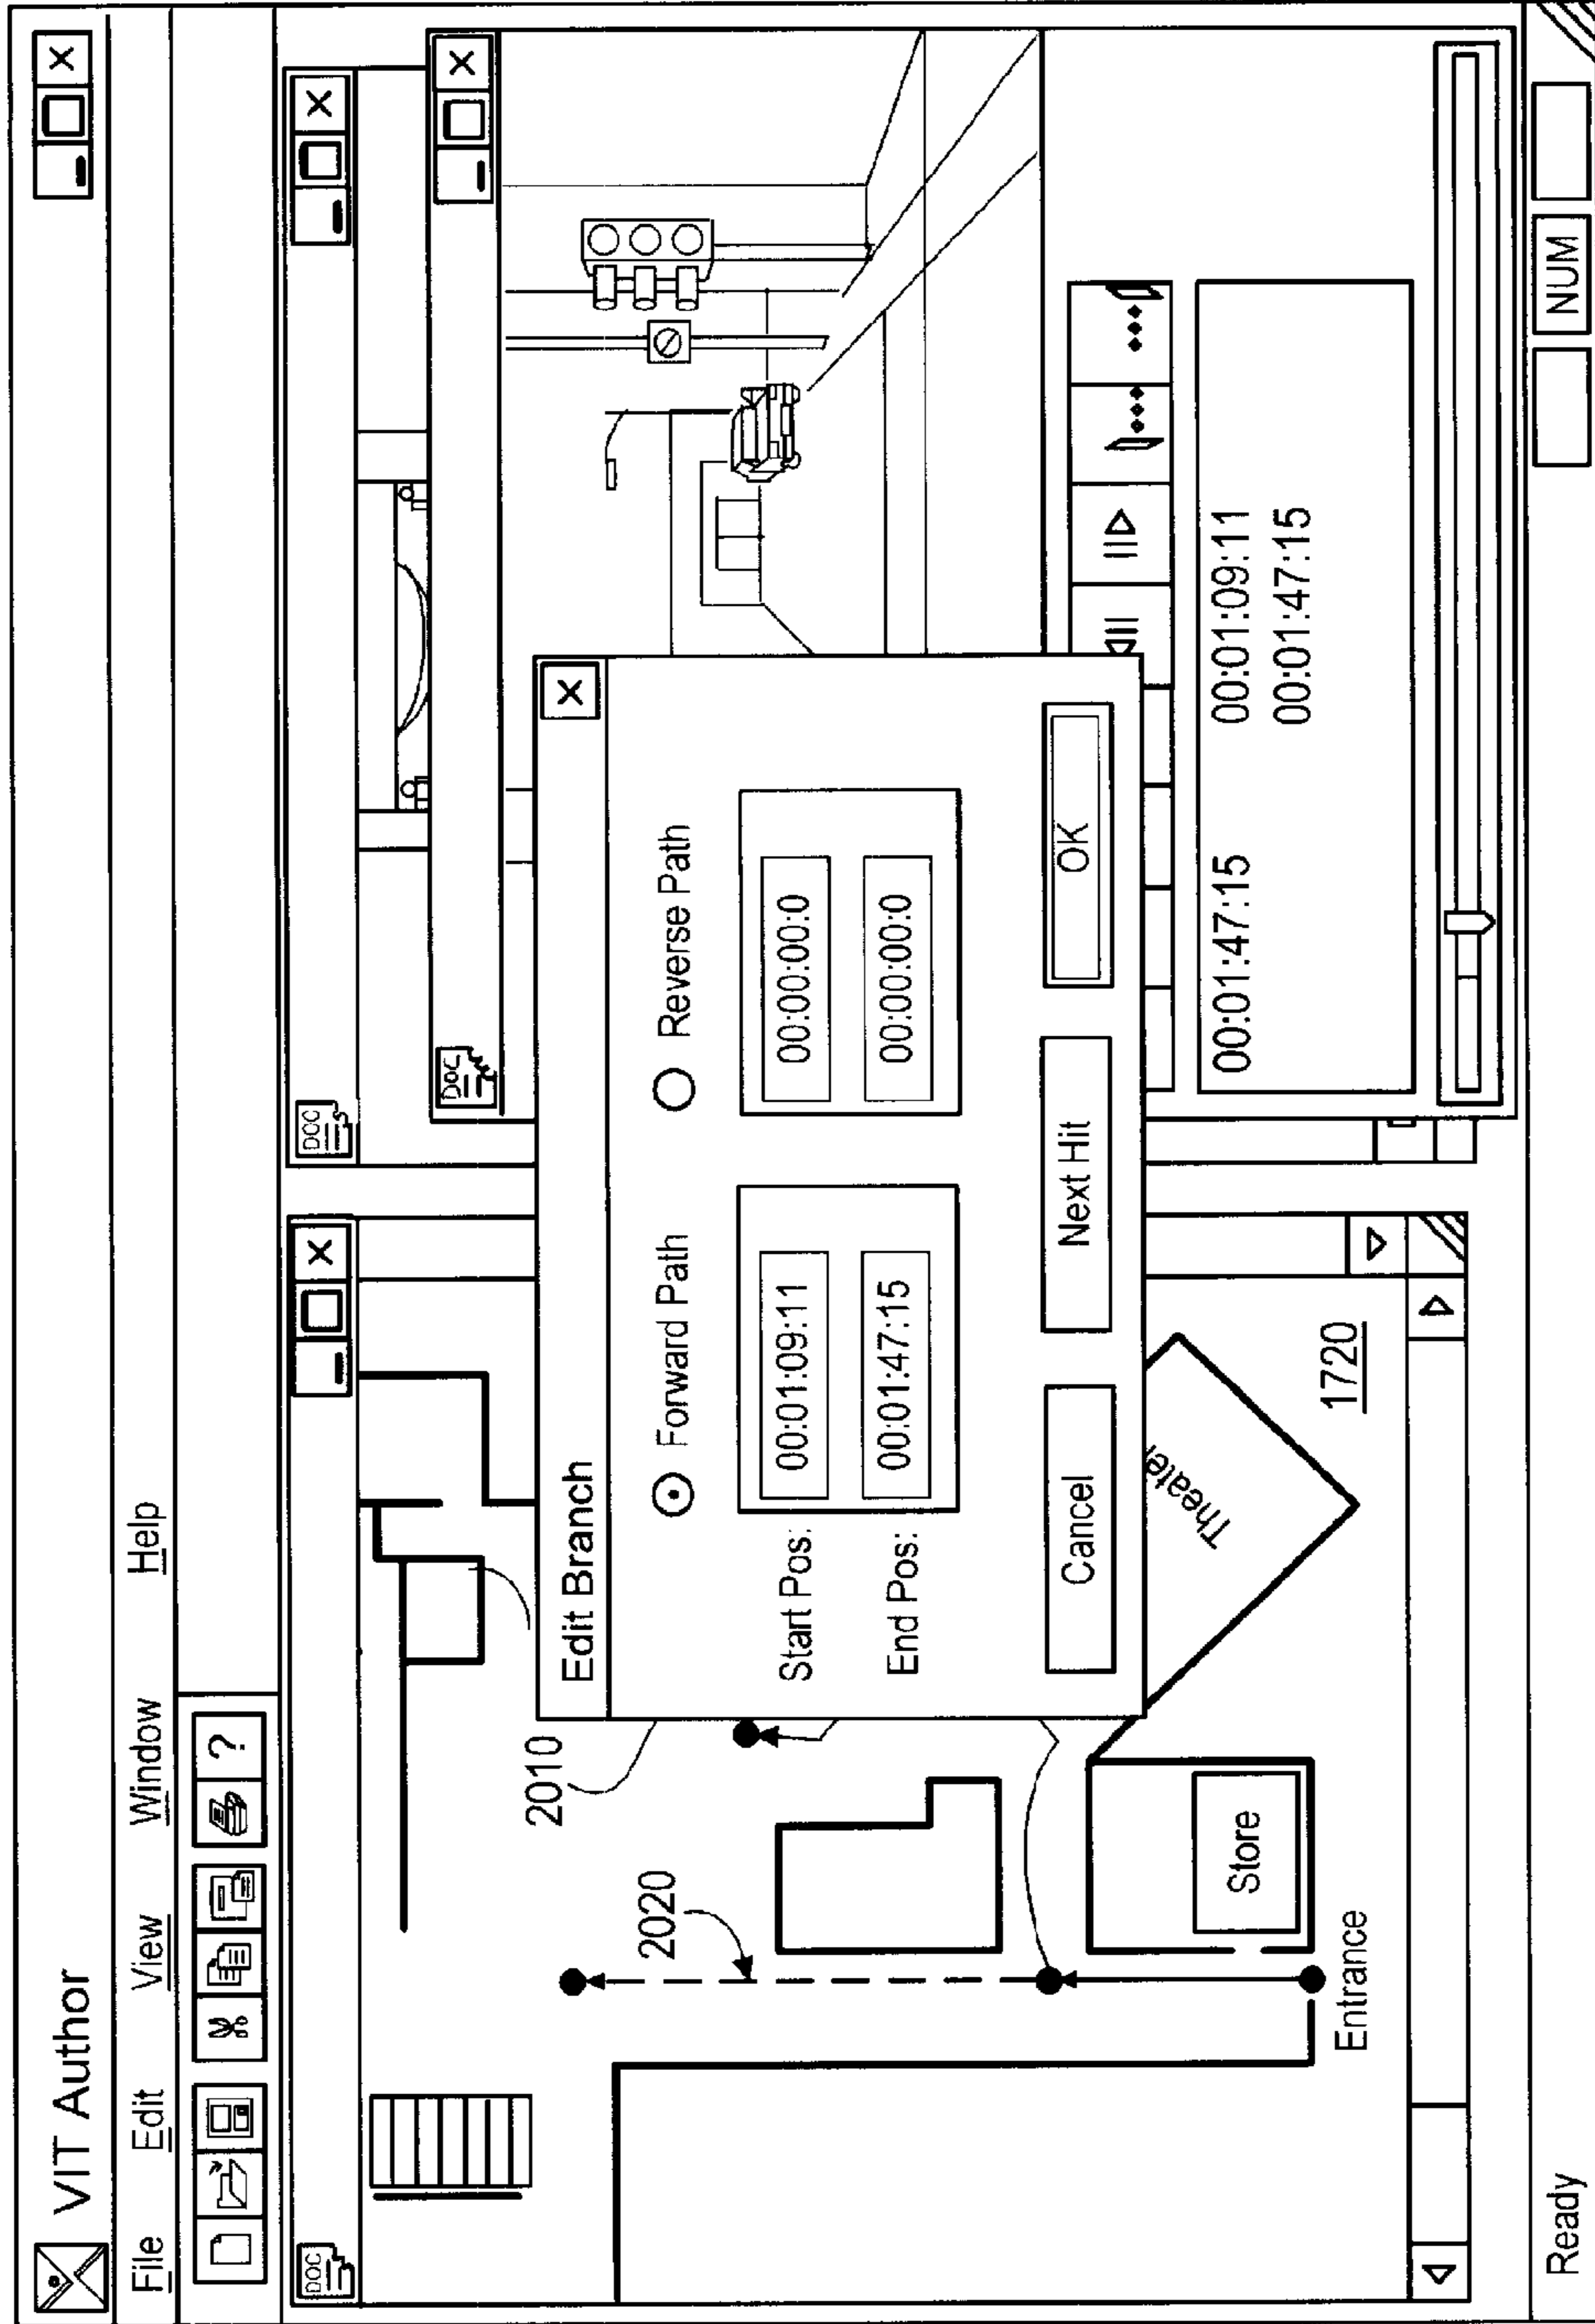 VIT Author
File Edit View Window Help
?
DOC
DOC
DOC
2010
2020
Edit Branch
Forward Path Reverse Path
Start Pos: 00:01:09:11 00:00:00:0
End Pos: 00:01:47:15 00:00:00:0
Cancel Next Hit OK
Theater
Store
Entrance
1720
00:01:47:15 00:01:09:11
00:01:47:15
Ready NUM